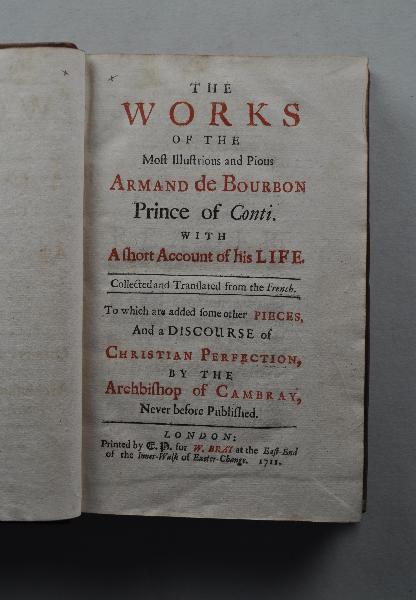 THE
WORKS
OF THE
Moſt Illuſtrious and Pious
ARMAND de BOURBON
Prince of Conti.
WITH
A ſhort Account of his LIFE.
Collected and Tranſlated from the French.
To which are added ſome other PIECES,
And a DISCOURSE of
CHRISTIAN PERFECTION,
BY THE
Archbiſhop of CAMBRAY,
Never before Publiſhed.
LONDON:
Printed by E. P. for W. BRAY at the Eaſt-End
of the Inner-Walk of Exeter-Change. 1711.